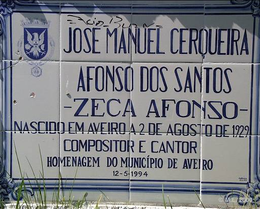 JOSÉ MANUEL CERQUEIRA
AFONSO DOS SANTOS
-ZECA AFONSO-
NASCIDO EM AVEIRO A 2 DE AGOSTO DE 1929
COMPOSITOR E CANTOR
HOMENAGEM DO MUNICÍPIO DE AVEIRO
12-5-1994